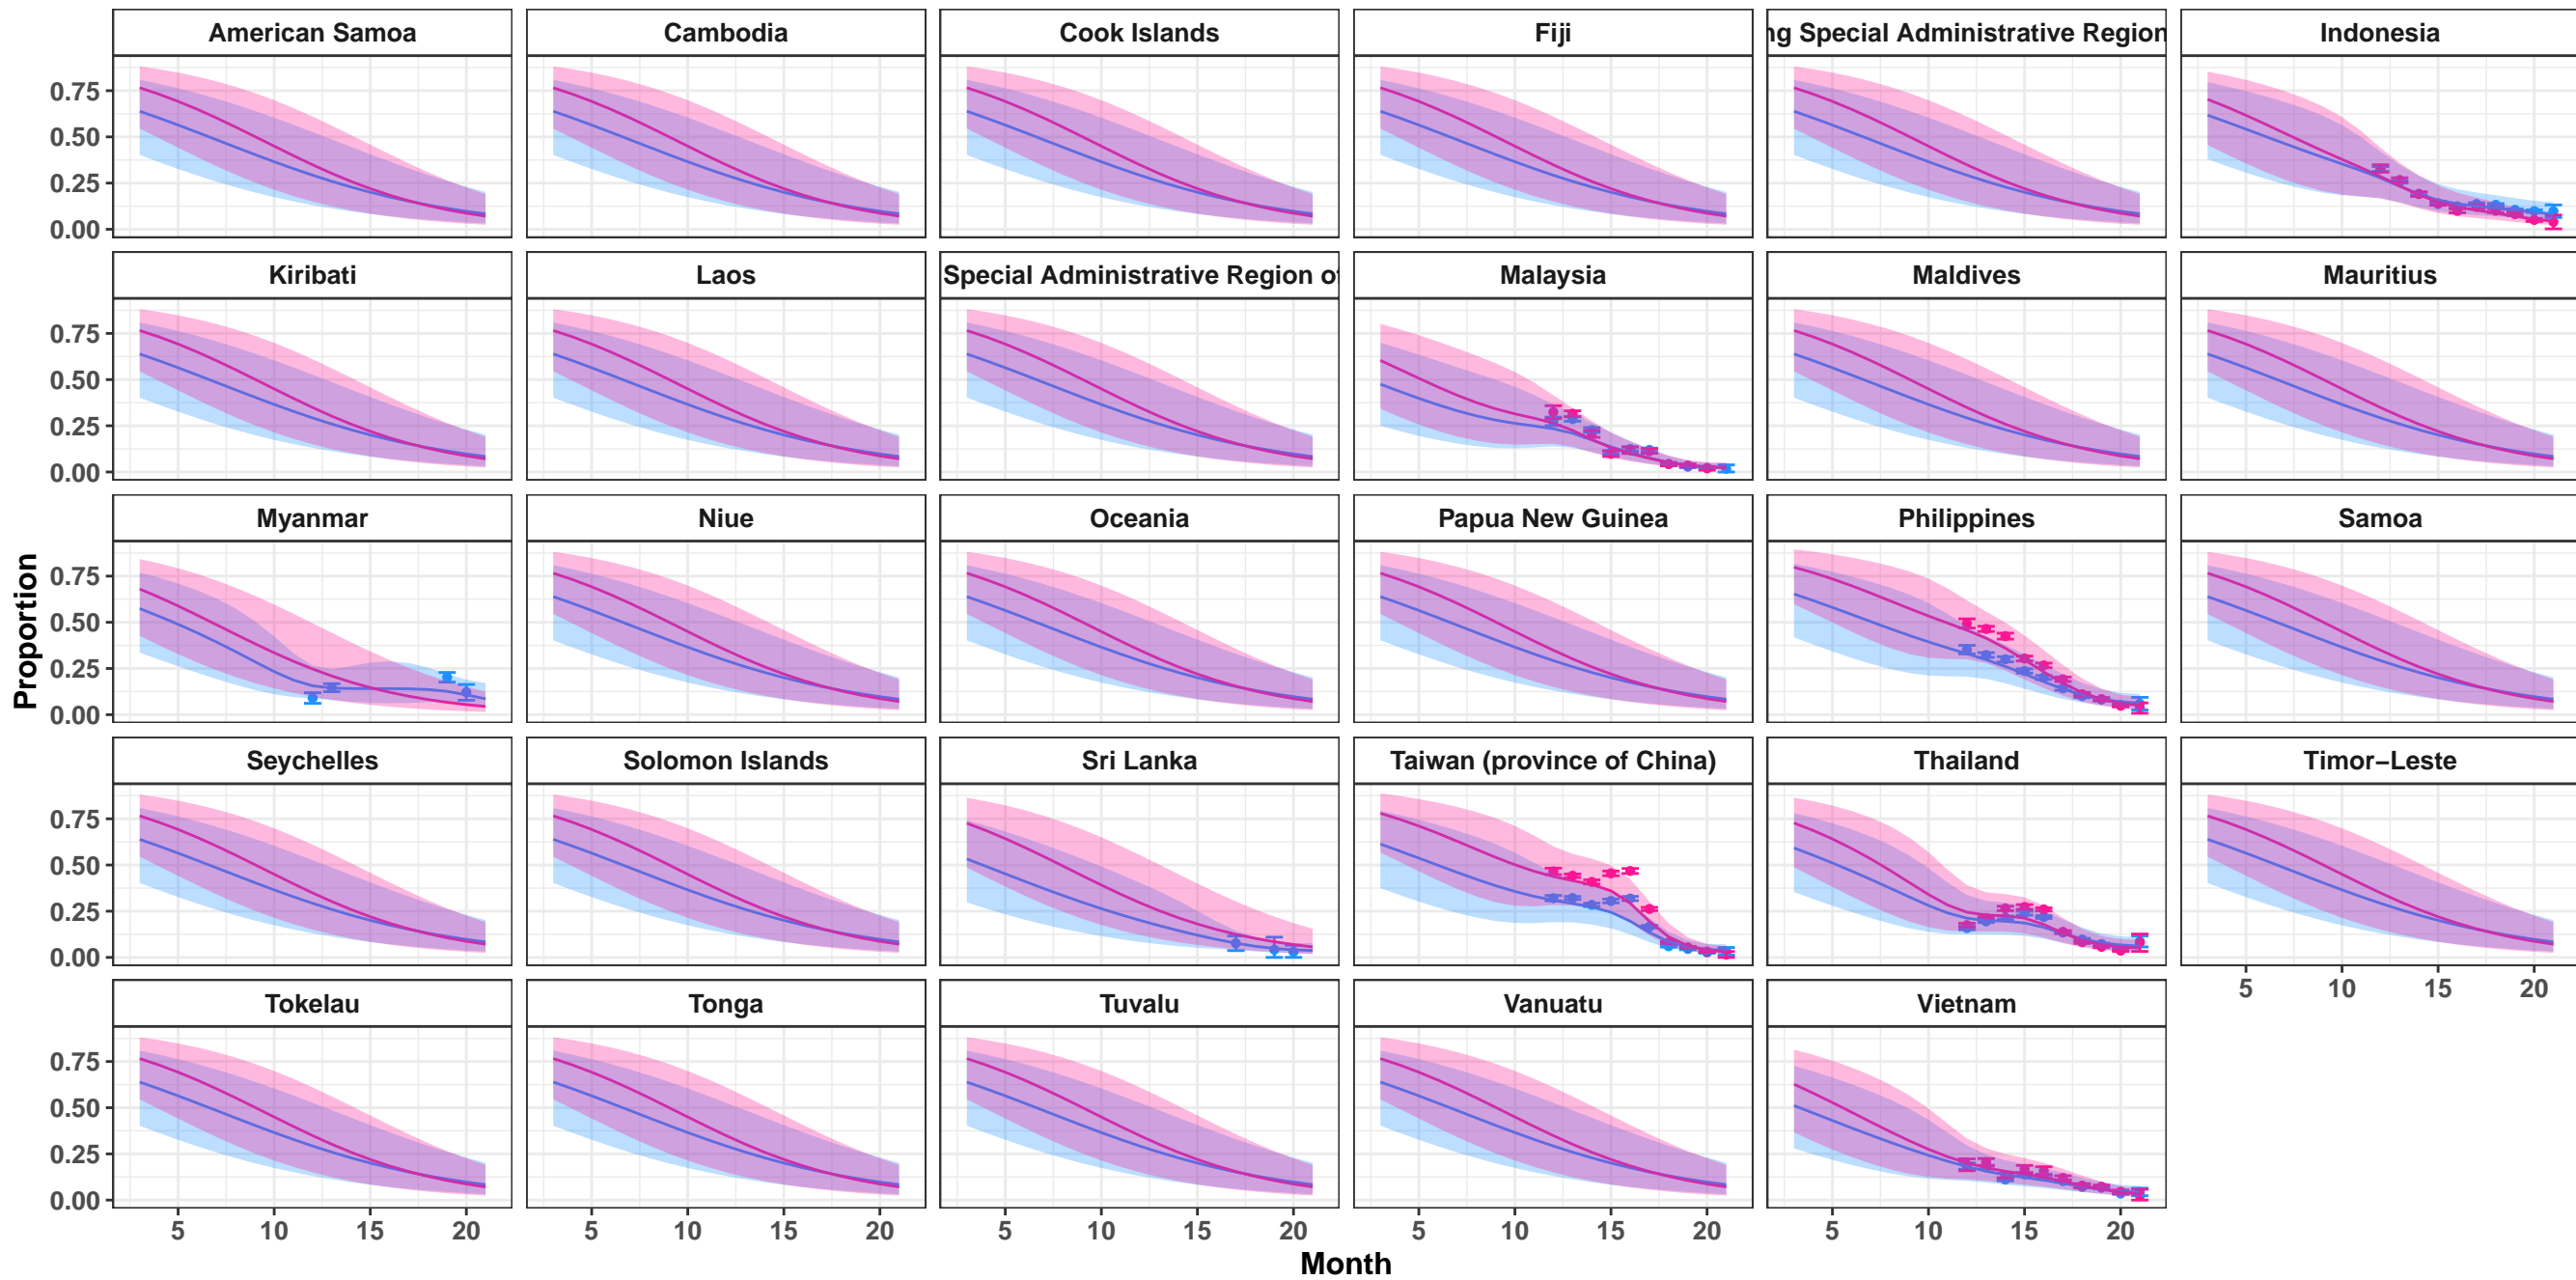 American Samoa
Cambodia
Cook Islands
Fiji
ng Special Administrative Region
Indonesia
0.75
0.50
0.25
0.00
Kiribati
Laos
Special Administrative Region of
Malaysia
Maldives
Mauritius
0.75
0.50
0.25
0.00
Myanmar
Niue
Oceania
Papua New Guinea
Philippines
Samoa
0.75
0.50
0.25
0.00
Proportion
Seychelles
Solomon Islands
Sri Lanka
Taiwan (province of China)
Thailand
Timor−Leste
0.75
0.50
0.25
0.00
5 10 15 20
Tokelau
Tonga
Tuvalu
Vanuatu
Vietnam
0.75
0.50
0.25
0.00
5 10 15 20
5 10 15 20
5 10 15 20
5 10 15 20
5 10 15 20
Month